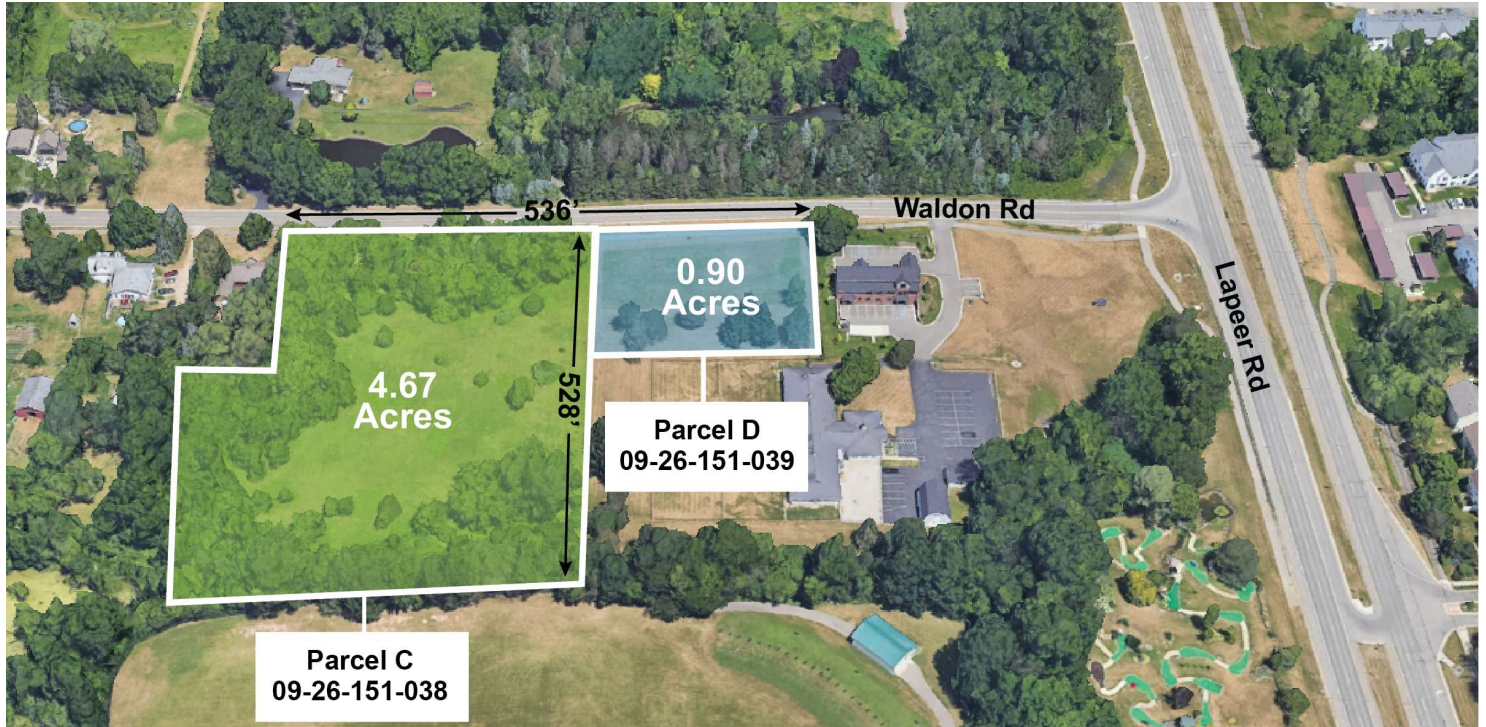 536'
Waldon Rd
0.90
Acres
Lapeer Rd
4.67
Acres
528'
Parcel D
09-26-151-039
Parcel C
09-26-151-038